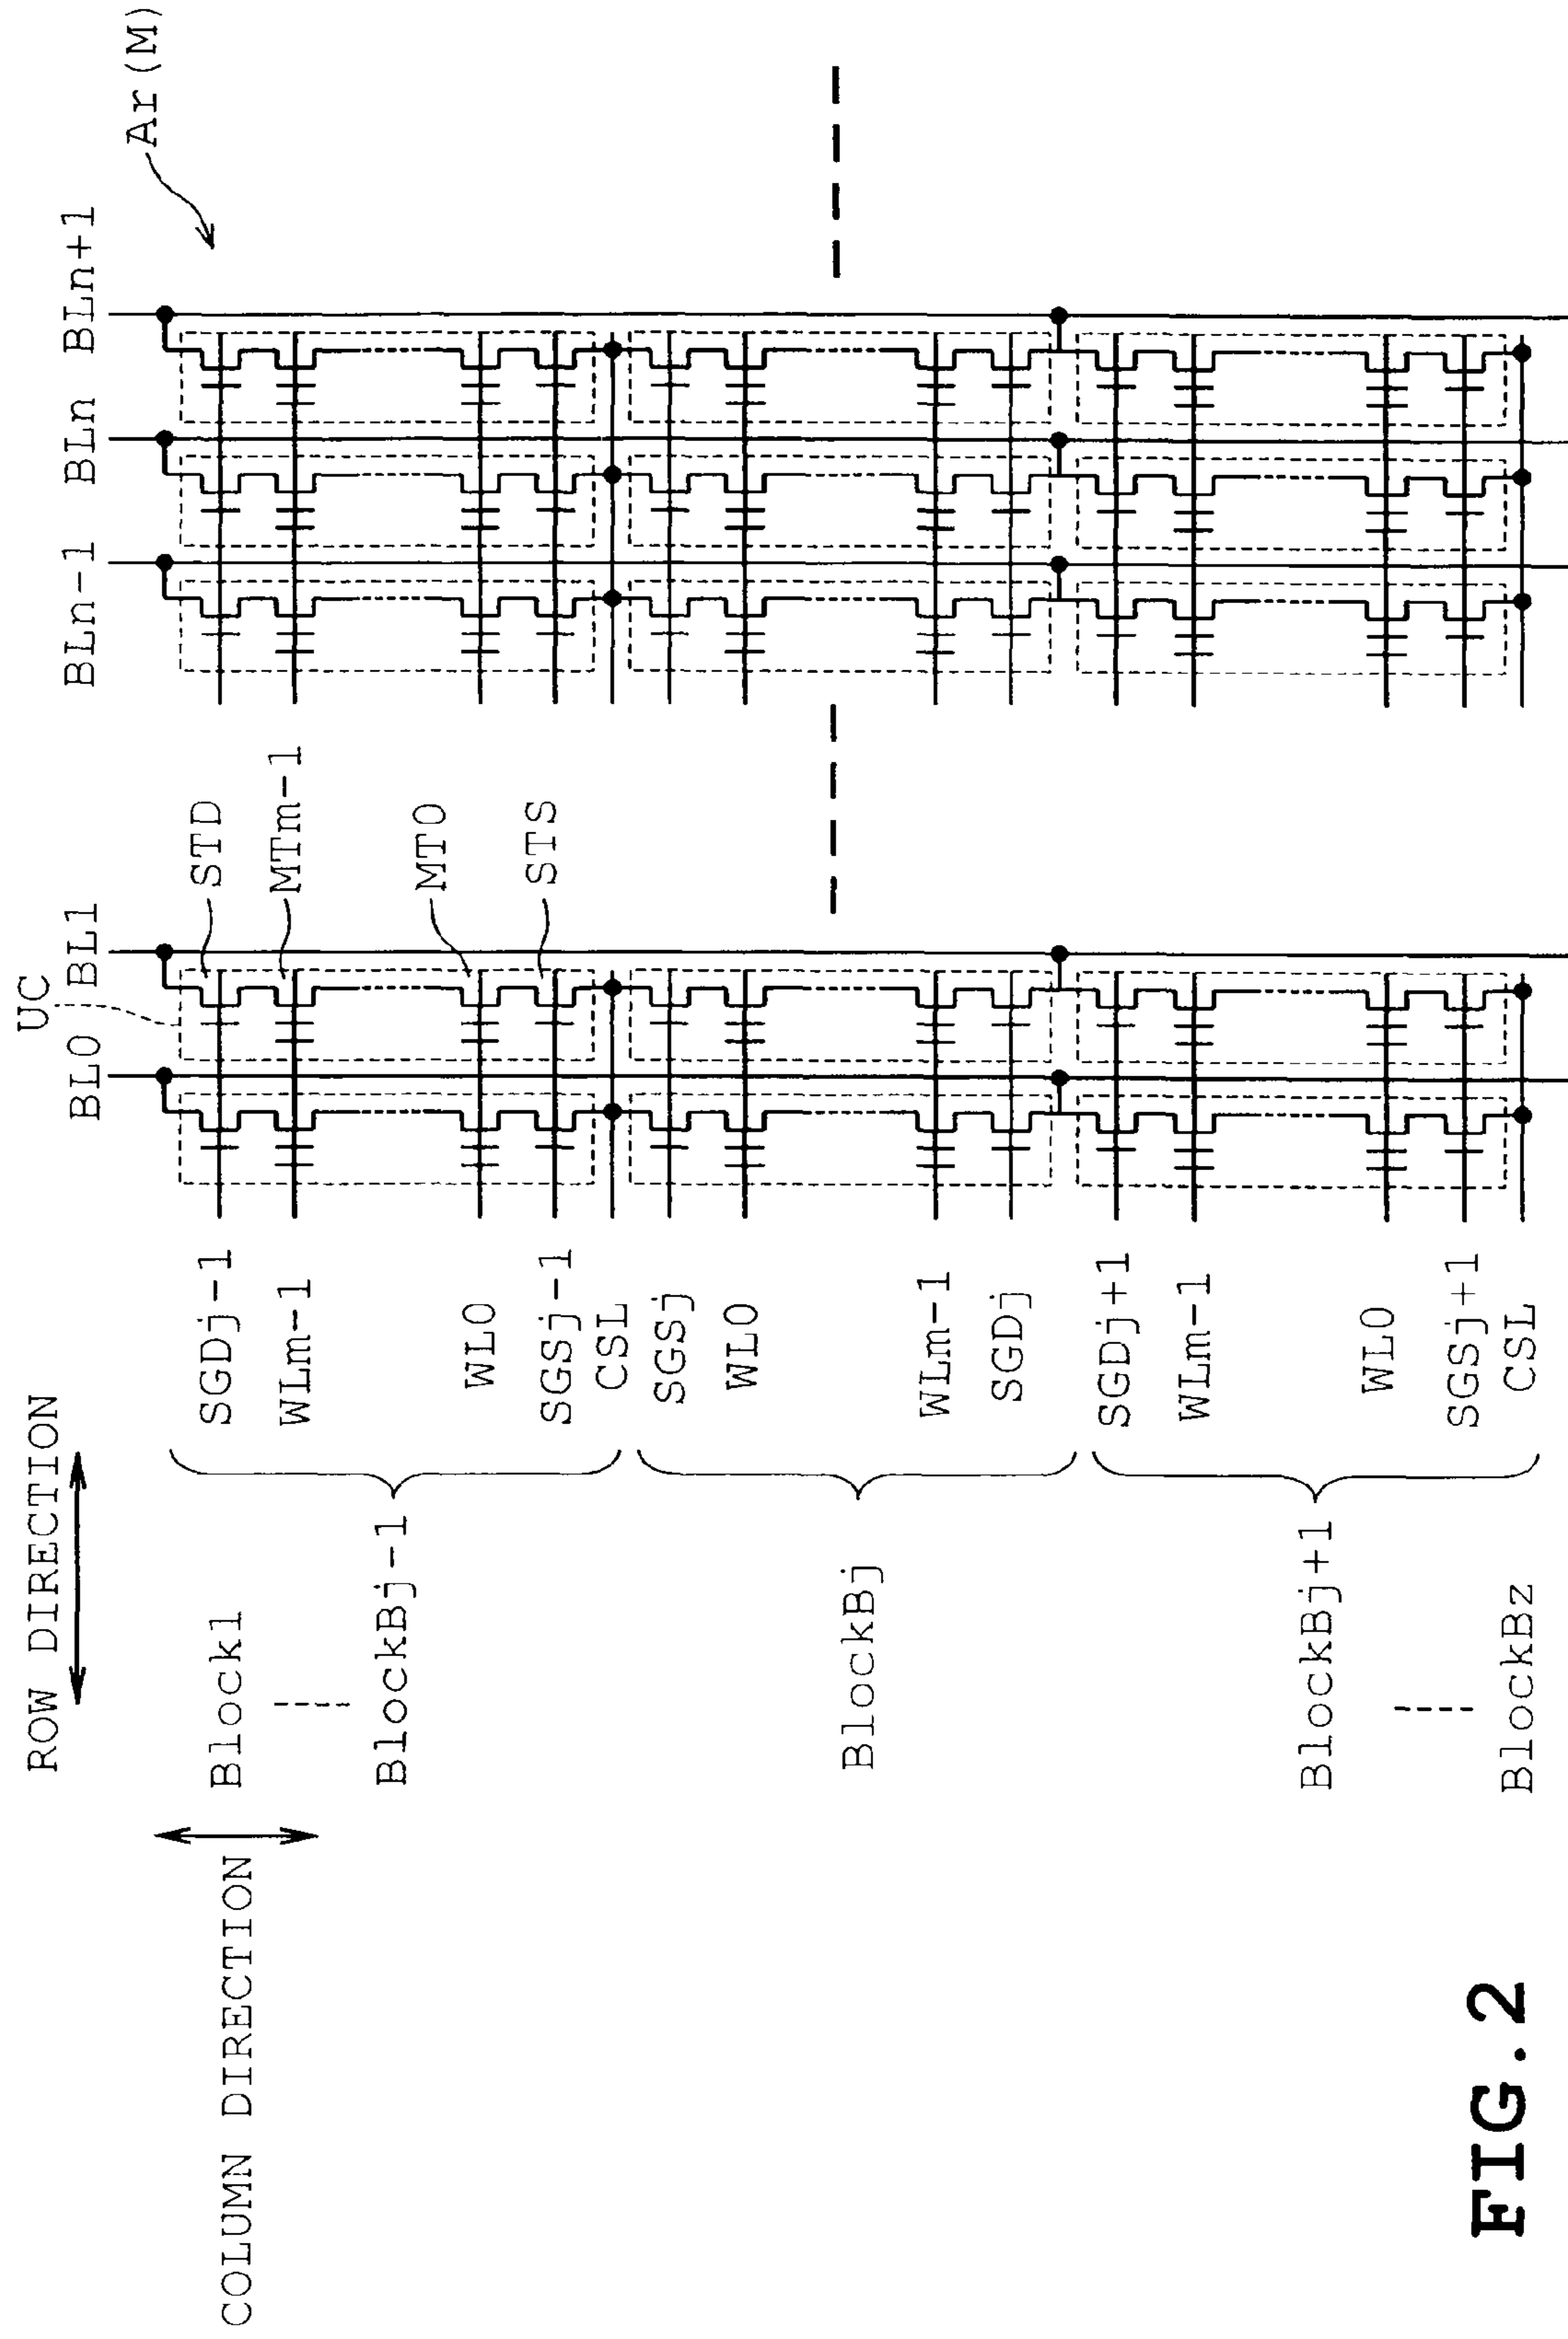 ROW DIRECTION
COLUMN DIRECTION
UC
BL0 BL1
BLn-1 BLn BLn+1
Ar(M)
STD
MTm-1
MT0
STS
Block1
BlockBj-1
SGDj-1
WLm-1
WL0
SGSj-1
CSL
BlockBj
SGSj
WL0
WLm-1
SGDj
BlockBj+1
SGDj+1
WLm-1
WL0
SGSj+1
CSL
BlockBz
FIG.2